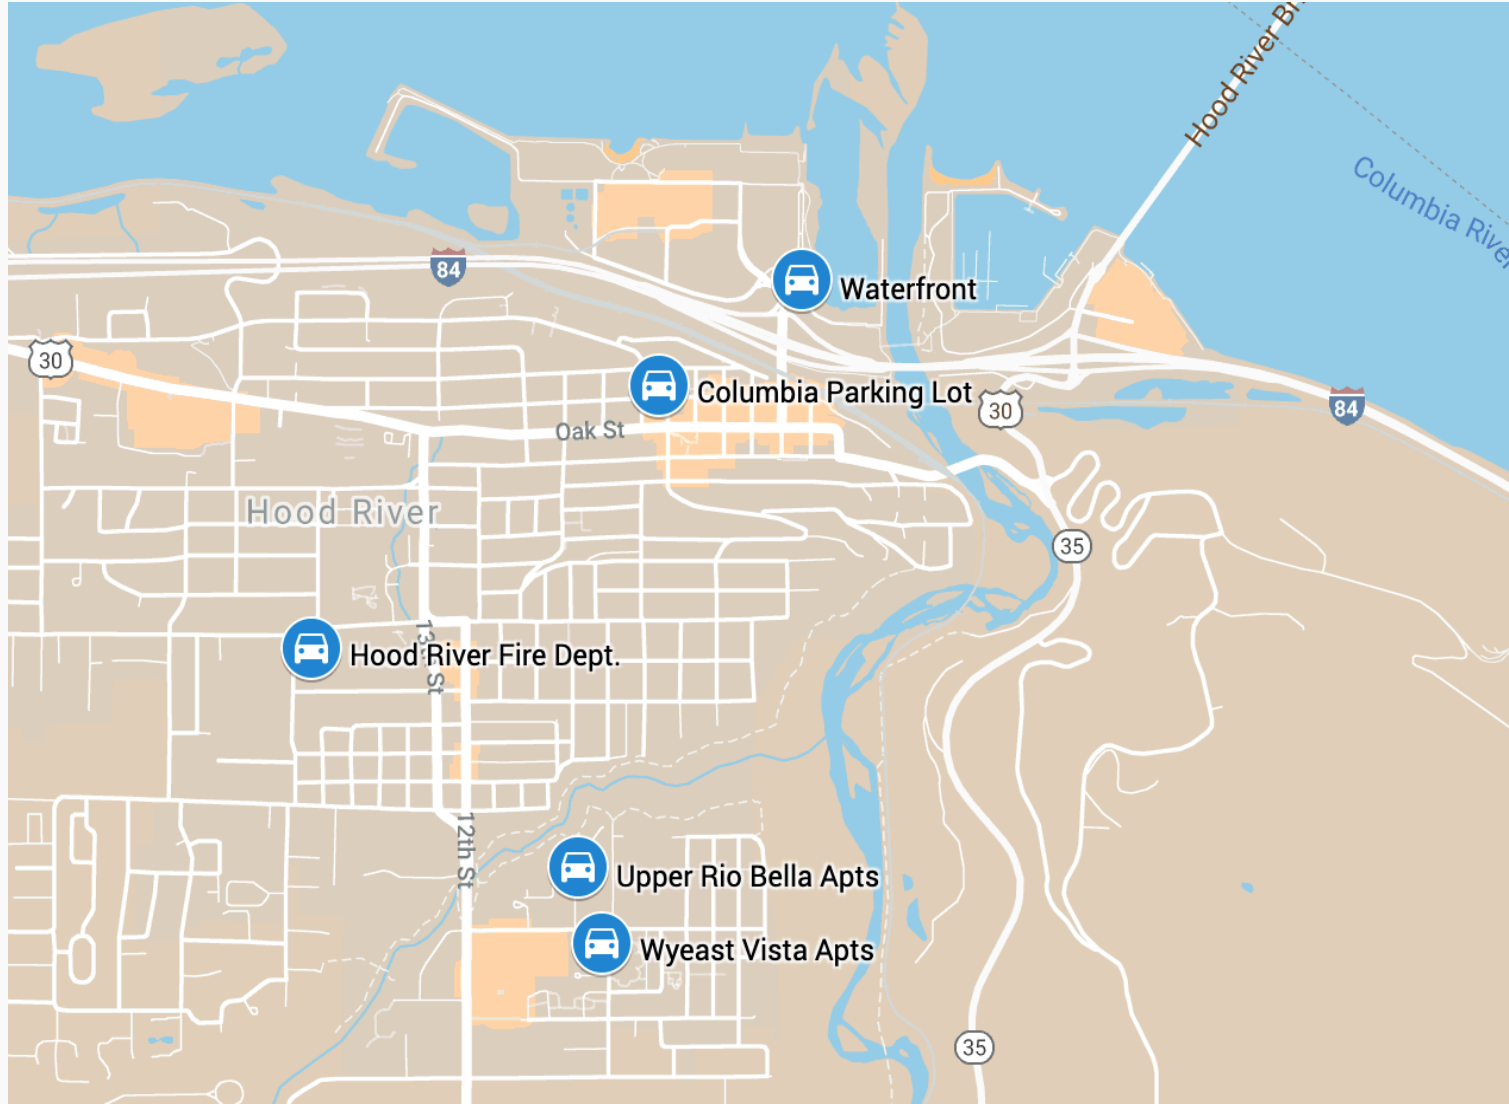 Hood River Br
Columbia River
84
Waterfront
30
Columbia Parking Lot
30
84
Oak St
Hood River
35
13th St
Hood River Fire Dept.
12th St
Upper Rio Bella Apts
Wyeast Vista Apts
35